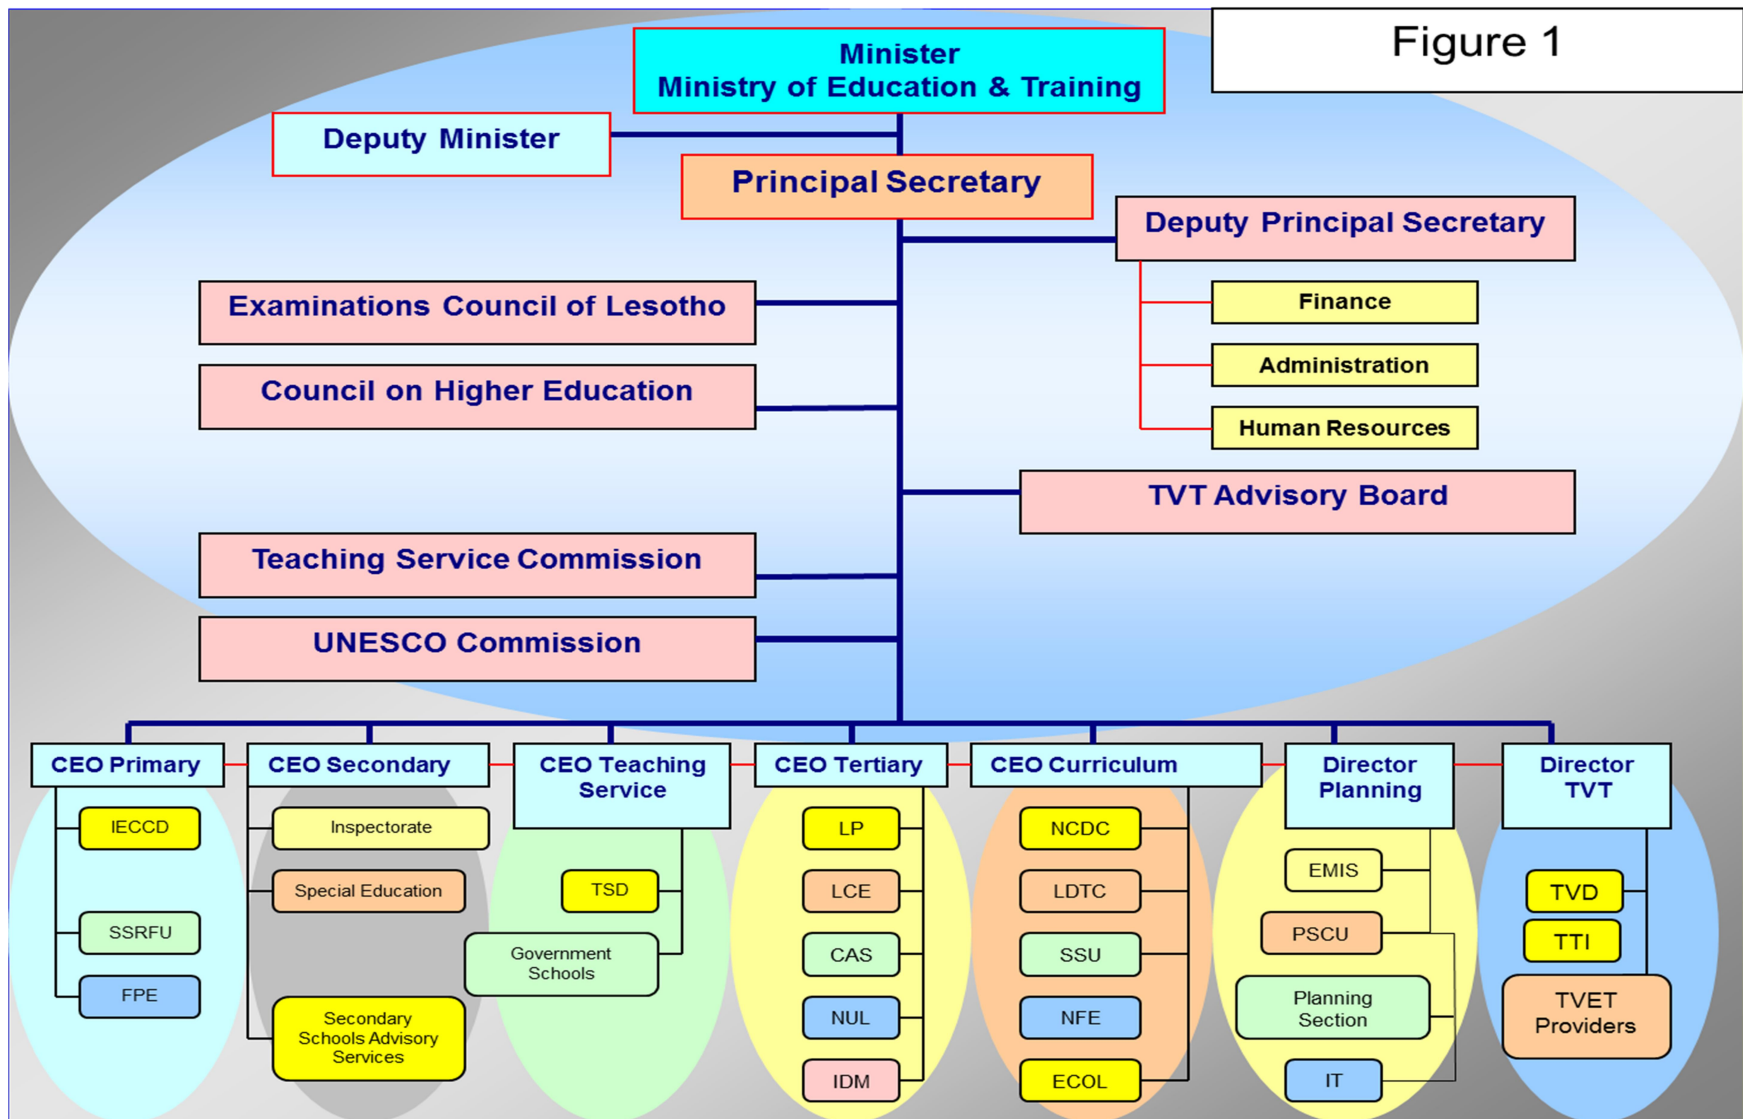 Figure 1
Minister
Ministry of Education & Training
Deputy Minister
Principal Secretary
Deputy Principal Secretary
Finance
Administration
Human Resources
Examinations Council of Lesotho
Council on Higher Education
TVT Advisory Board
Teaching Service Commission
UNESCO Commission
CEO Primary
IECCD
SSRFU
FPE
CEO Secondary
Inspectorate
Special Education
Secondary
Schools Advisory
Services
CEO Teaching
Service
TSD
Government
Schools
CEO Tertiary
LP
LCE
CAS
NUL
IDM
CEO Curriculum
NCDC
LDTC
SSU
NFE
ECOL
Director
Planning
EMIS
PSCU
Planning
Section
IT
Director
TVT
TVD
TTI
TVET
Providers